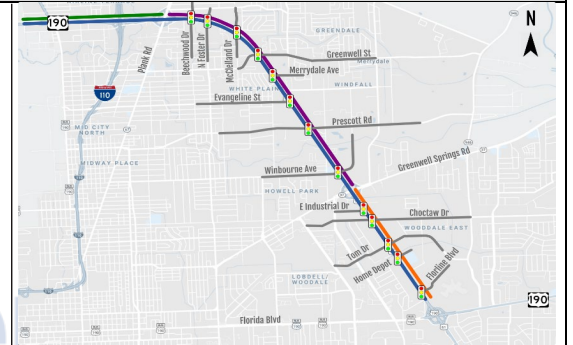 190
N
Plank Rd
Beechwood Dr
N Foster Dr
McClelland Dr
GREENDALE
Greenwell St
Merrydale
Merrydale Ave
110
WHITE PLAINS
WINDFALL
Evangeline St
Prescott Rd
MID CITY
NORTH
MIDWAY PLACE
Greenwell Springs Rd
Winbourne Ave
HOWELL PARK
E Industrial Dr
Choctaw Dr
WOODDALE EAST
Tom Dr
Home Depot
Florline Blvd
LOBDELL/
WOODALE
190
Florida Blvd